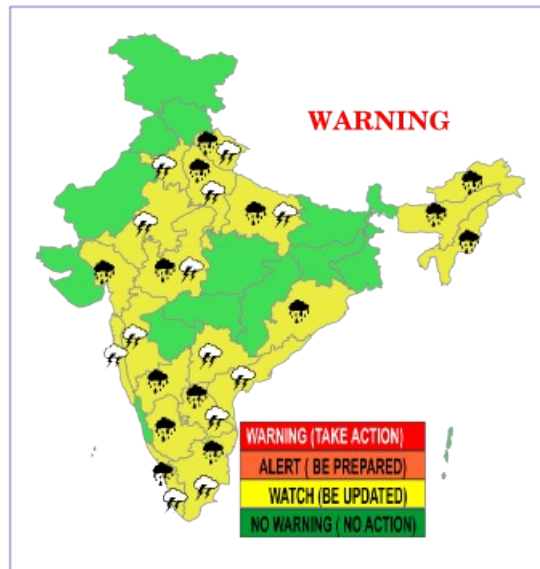 WARNING
WARNING (TAKE ACTION)
ALERT ( BE PREPARED)
WATCH (BE UPDATED)
NO WARNING ( NO ACTION)